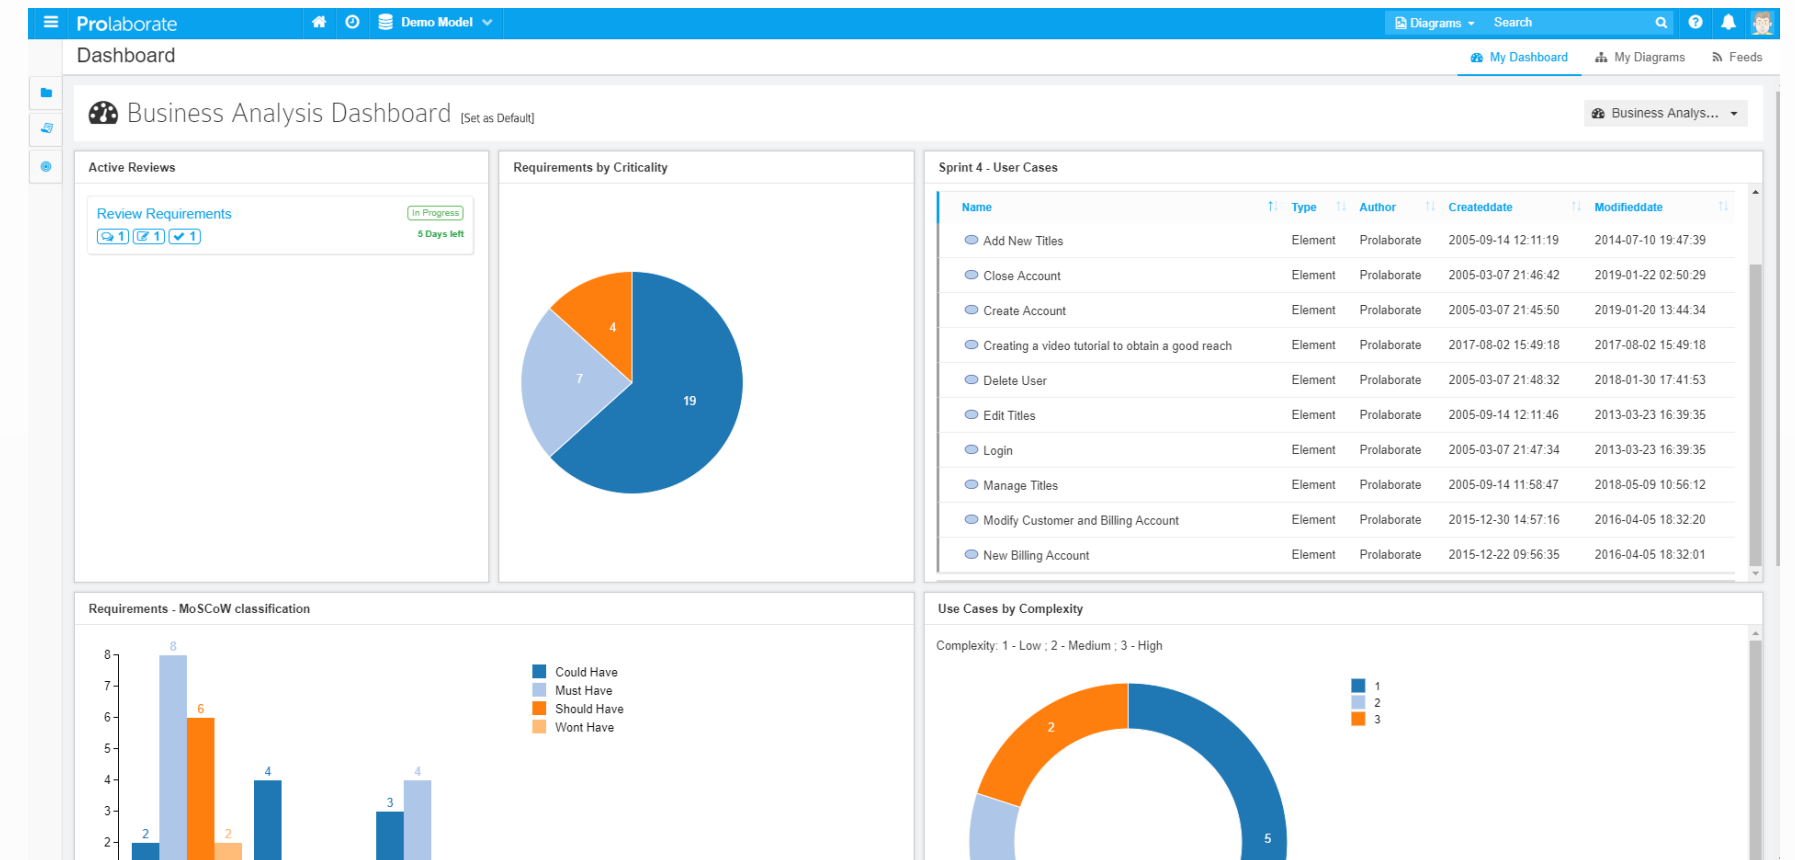 Prolaborate
Demo Model
Diagrams
Search
Dashboard
My Dashboard
My Diagrams
Feeds
Business Analysis Dashboard [Set as Default]
Business Analys...
Active Reviews
Review Requirements
In Progress
1 1 1
5 Days left
Requirements by Criticality
4
7
19
Sprint 4 - User Cases
Name Type Author Createddate Modifieddate
Add New Titles Element Prolaborate 2005-09-14 12:11:19 2014-07-10 19:47:39
Close Account Element Prolaborate 2005-03-07 21:46:42 2019-01-22 02:50:29
Create Account Element Prolaborate 2005-03-07 21:45:50 2019-01-20 13:44:34
Creating a video tutorial to obtain a good reach Element Prolaborate 2017-08-02 15:49:18 2017-08-02 15:49:18
Delete User Element Prolaborate 2005-03-07 21:48:32 2018-01-30 17:41:53
Edit Titles Element Prolaborate 2005-09-14 12:11:46 2013-03-23 16:39:35
Login Element Prolaborate 2005-03-07 21:47:34 2013-03-23 16:39:35
Manage Titles Element Prolaborate 2005-09-14 11:58:47 2018-05-09 10:56:12
Modify Customer and Billing Account Element Prolaborate 2015-12-30 14:57:16 2016-04-05 18:32:20
New Billing Account Element Prolaborate 2015-12-22 09:56:35 2016-04-05 18:32:01
Requirements - MoSCoW classification
8
7
6
5
4
3
2
2
8
6
2
4
3
4
Could Have
Must Have
Should Have
Wont Have
Use Cases by Complexity
Complexity: 1 - Low ; 2 - Medium ; 3 - High
2
5
1
2
3